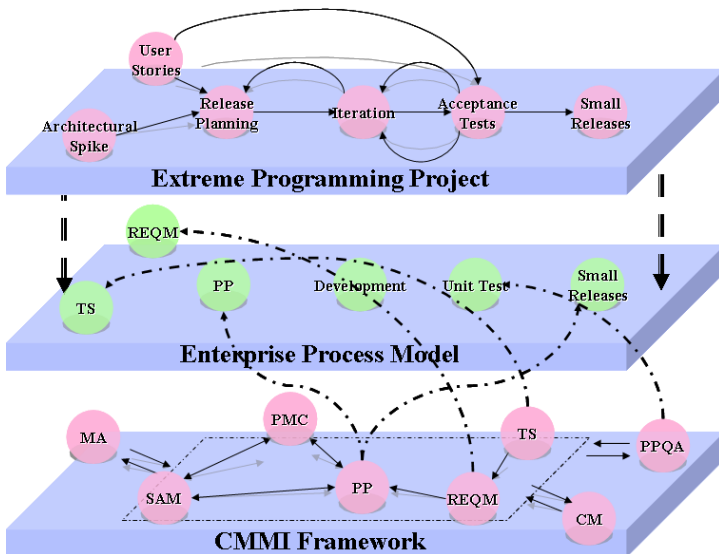 User
Stories
Release
Planning
Iteration
Acceptance
Tests
Small
Releases
Architectural
Spike
Extreme Programming Project
REQM
TS
PP
Development
Unit Test
Small
Releases
Enterprise Process Model
MA
PMC
TS
PPQA
SAM
PP
REQM
CM
CMMI Framework